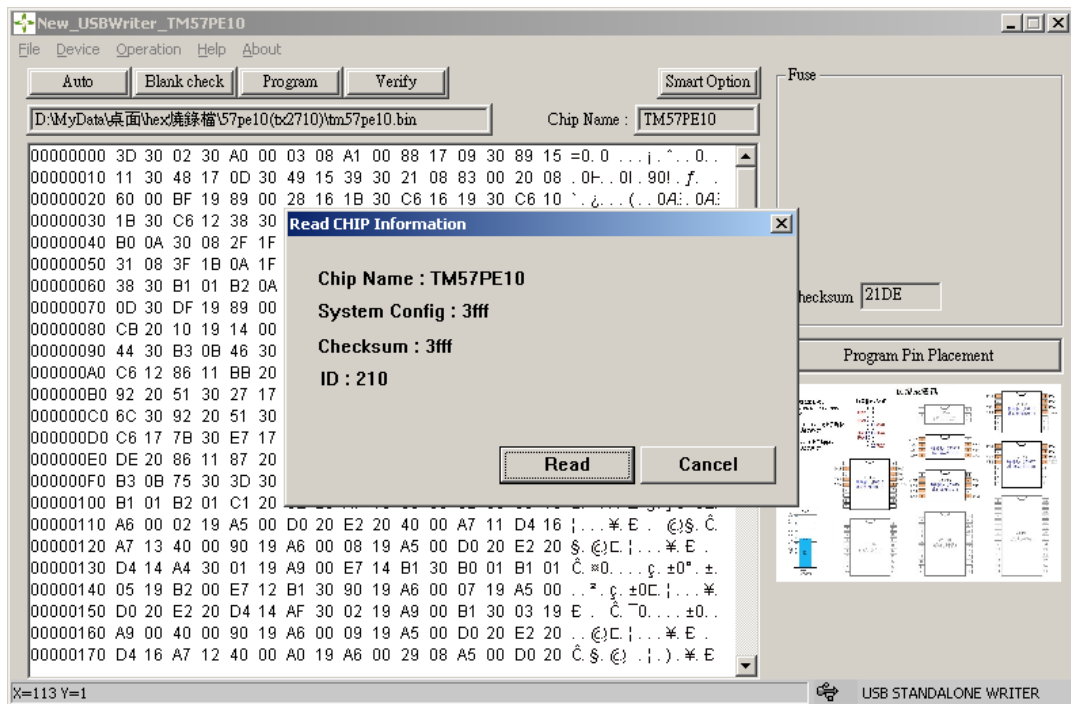 New_USBWriter_TM57PE10
File Device Operation Help About
Auto Blank check Program Verify Smart Option
D:\MyData\桌面\hex燒錄檔\57pe10(tx2710)\tm57pe10.bin Chip Name : TM57PE10
Fuse
00000000 3D 30 02 30 A0 00 03 08 A1 00 88 17 09 30 89 15
00000010 11 30 48 17 0D 30 49 15 39 30 21 08 83 00 20 08
00000020 60 00 BF 19 89 00 28 16 1B 30 C6 16 19 30 C6 10
00000030 1B 30 C6 12 38 30
00000040 B0 0A 30 08 2F 1F
00000050 31 08 3F 1B 0A 1F
00000060 38 30 B1 01 B2 0A
00000070 0D 30 DF 19 89 00
00000080 CB 20 10 19 14 00
00000090 44 30 B3 0B 46 30
000000A0 C6 12 86 11 BB 20
000000B0 92 20 51 30 27 17
000000C0 6C 30 92 20 51 30
000000D0 C6 17 7B 30 E7 17
000000E0 DE 20 86 11 87 20
000000F0 B3 0B 75 30 3D 30
00000100 B1 01 B2 01 C1 20
00000110 A6 00 02 19 A5 00 D0 20 E2 20 40 00 A7 11 D4 16
00000120 A7 13 40 00 90 19 A6 00 08 19 A5 00 D0 20 E2 20
00000130 D4 14 A4 30 01 19 A9 00 E7 14 B1 30 B0 01 B1 01
00000140 05 19 B2 00 E7 12 B1 30 90 19 A6 00 07 19 A5 00
00000150 D0 20 E2 20 D4 14 AF 30 02 19 A9 00 B1 30 03 19
00000160 A9 00 40 00 90 19 A6 00 09 19 A5 00 D0 20 E2 20
00000170 D4 16 A7 12 40 00 A0 19 A6 00 29 08 A5 00 D0 20
Read CHIP Information
Chip Name : TM57PE10
System Config : 3fff
Checksum : 3fff
ID : 210
Read Cancel
hecksum 21DE
Program Pin Placement
X=113 Y=1 USB STANDALONE WRITER